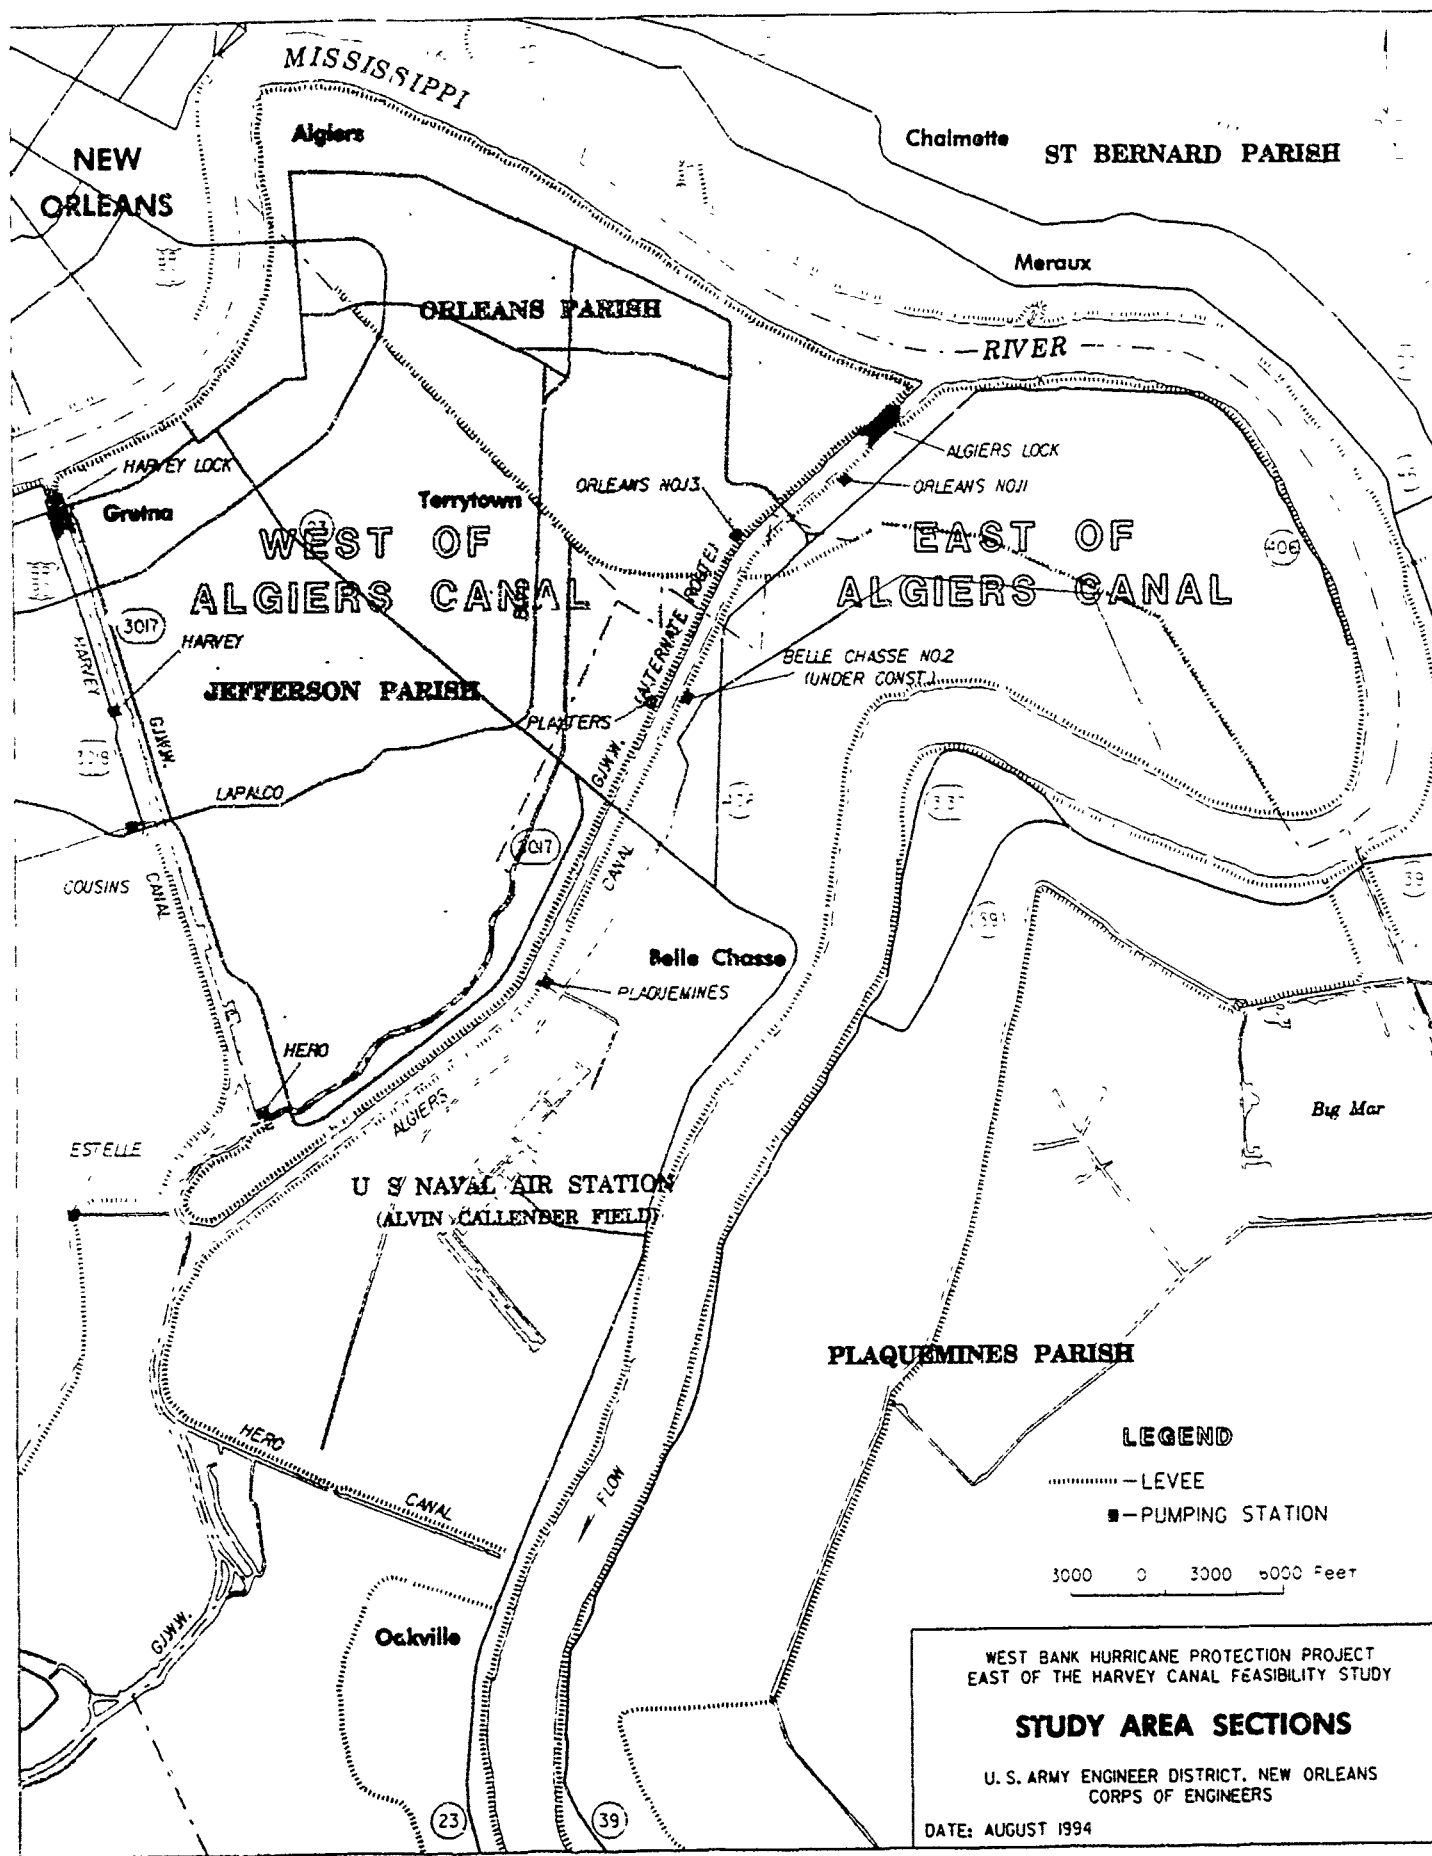 MISSISSIPPI
Algiers
Chalmette
ST BERNARD PARISH
NEW
ORLEANS
Meraux
ORLEANS PARISH
RIVER
ALGIERS LOCK
HARVEY LOCK
ORLEANS NO.13
ORLEANS NO.11
Terrytown
Gretna
23
WEST OF
ALGIERS CANAL
EAST OF
ALGIERS CANAL
406
3017
HARVEY
HARVEY
(ALTERNATE ROUTE)
BELLE CHASSE NO.2
(UNDER CONST.)
JEFFERSON PARISH
PLANTERS
G.I.W.W.
G.I.W.W.
3018
LAPALCO
3017
CANAL
COUSINS
CANAL
39
39
Belle Chasse
PLAQUEMINES
HERO
ALGIERS
Big Mar
ESTELLE
U S NAVAL AIR STATION
(ALVIN CALLENDER FIELD)
PLAQUEMINES PARISH
HERO
CANAL
FLOW
LEGEND
- LEVEE
- PUMPING STATION
3000 0 3000 6000 Feet
G.I.W.W.
Oakville
23
39
WEST BANK HURRICANE PROTECTION PROJECT
EAST OF THE HARVEY CANAL FEASIBILITY STUDY
STUDY AREA SECTIONS
U. S. ARMY ENGINEER DISTRICT, NEW ORLEANS
CORPS OF ENGINEERS
DATE: AUGUST 1994